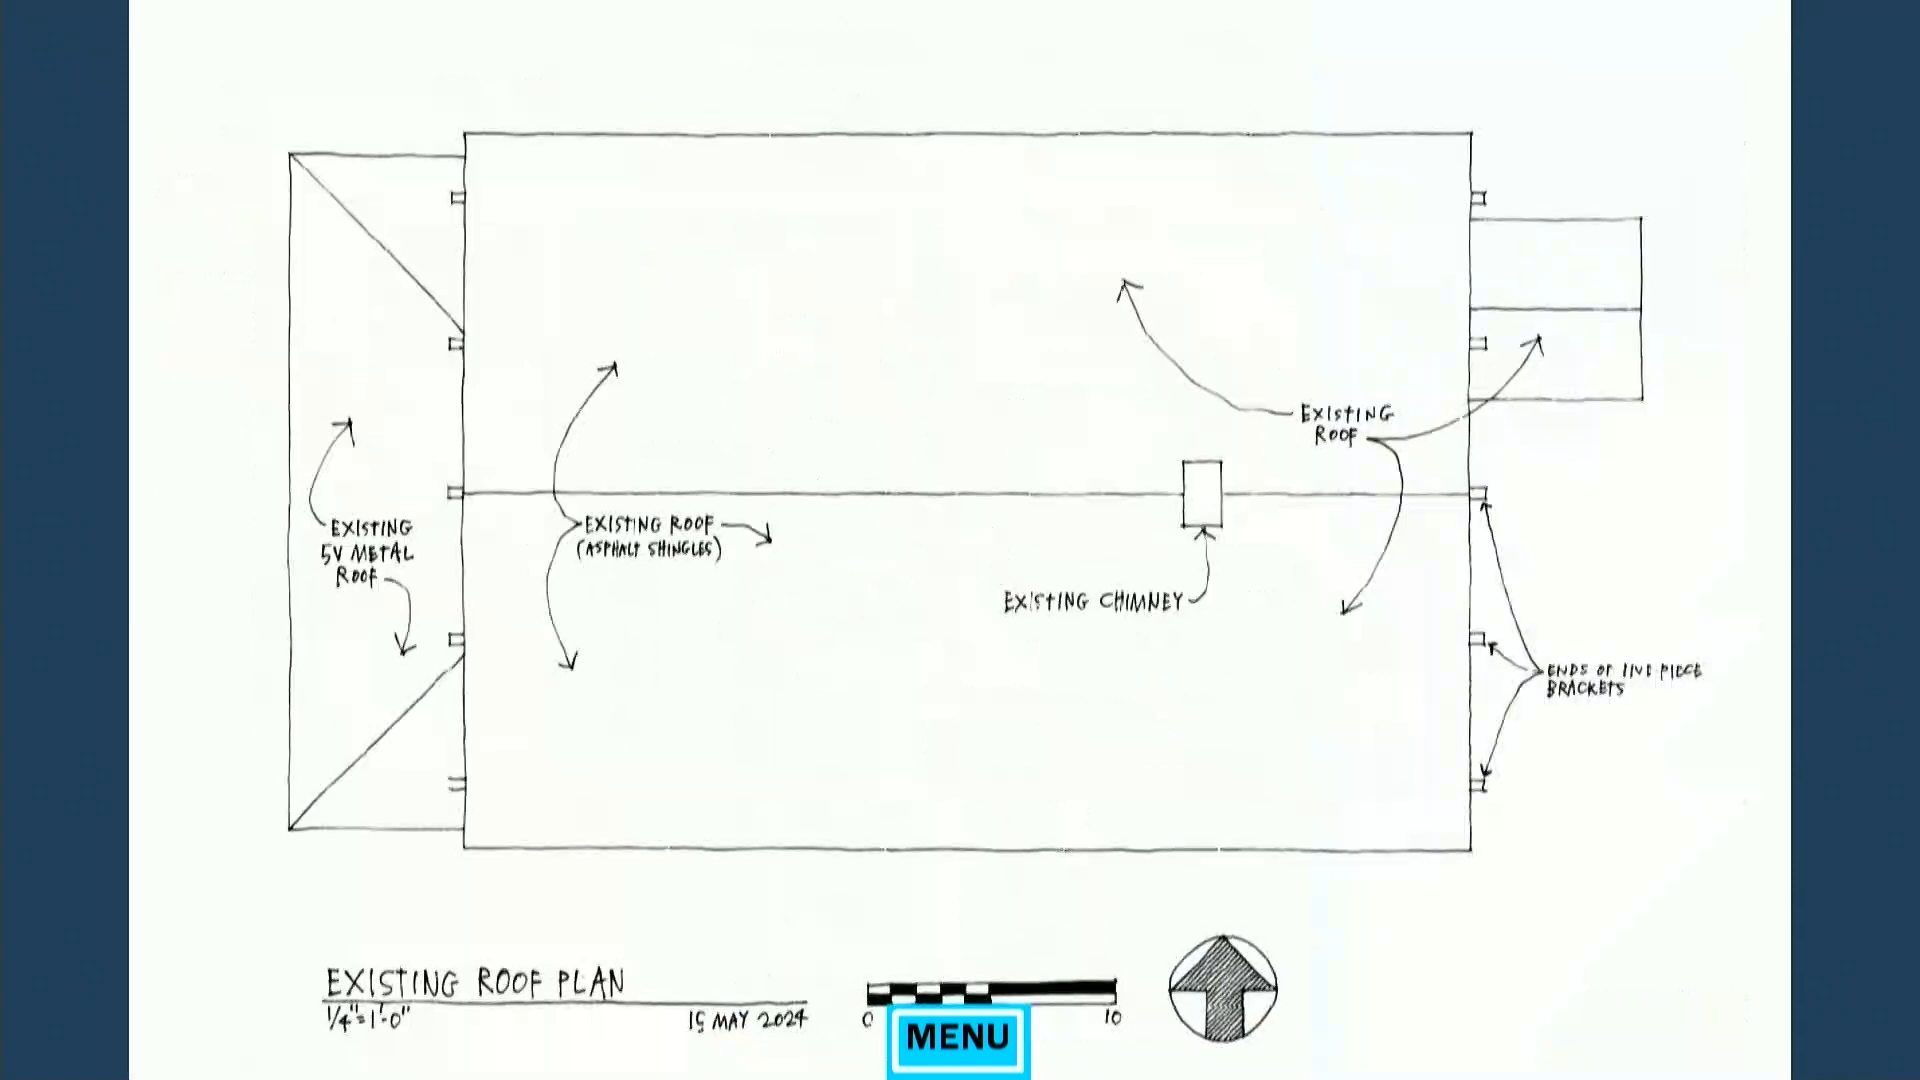 EXISTING
ROOF
EXISTING
5V METAL
ROOF
EXISTING ROOF
(ASPHALT SHINGLES)
EXISTING CHIMNEY
ENDS OF PIECE
BRACKETS
EXISTING ROOF PLAN
1/4"=1'-0"
15 MAY 2024
0
10
MENU